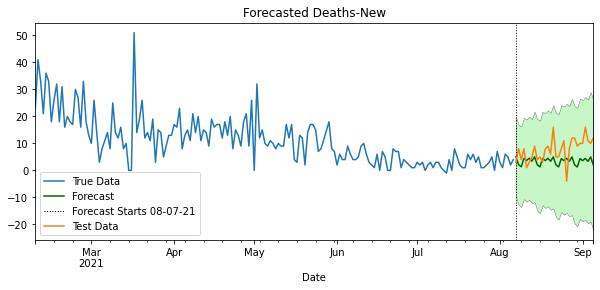 Forecasted Deaths-New
50
40
30
20
10
0
−10
−20
True Data
Forecast
Forecast Starts 08-07-21
Test Data
Mar Apr May Jun Jul Aug Sep
2021
Date